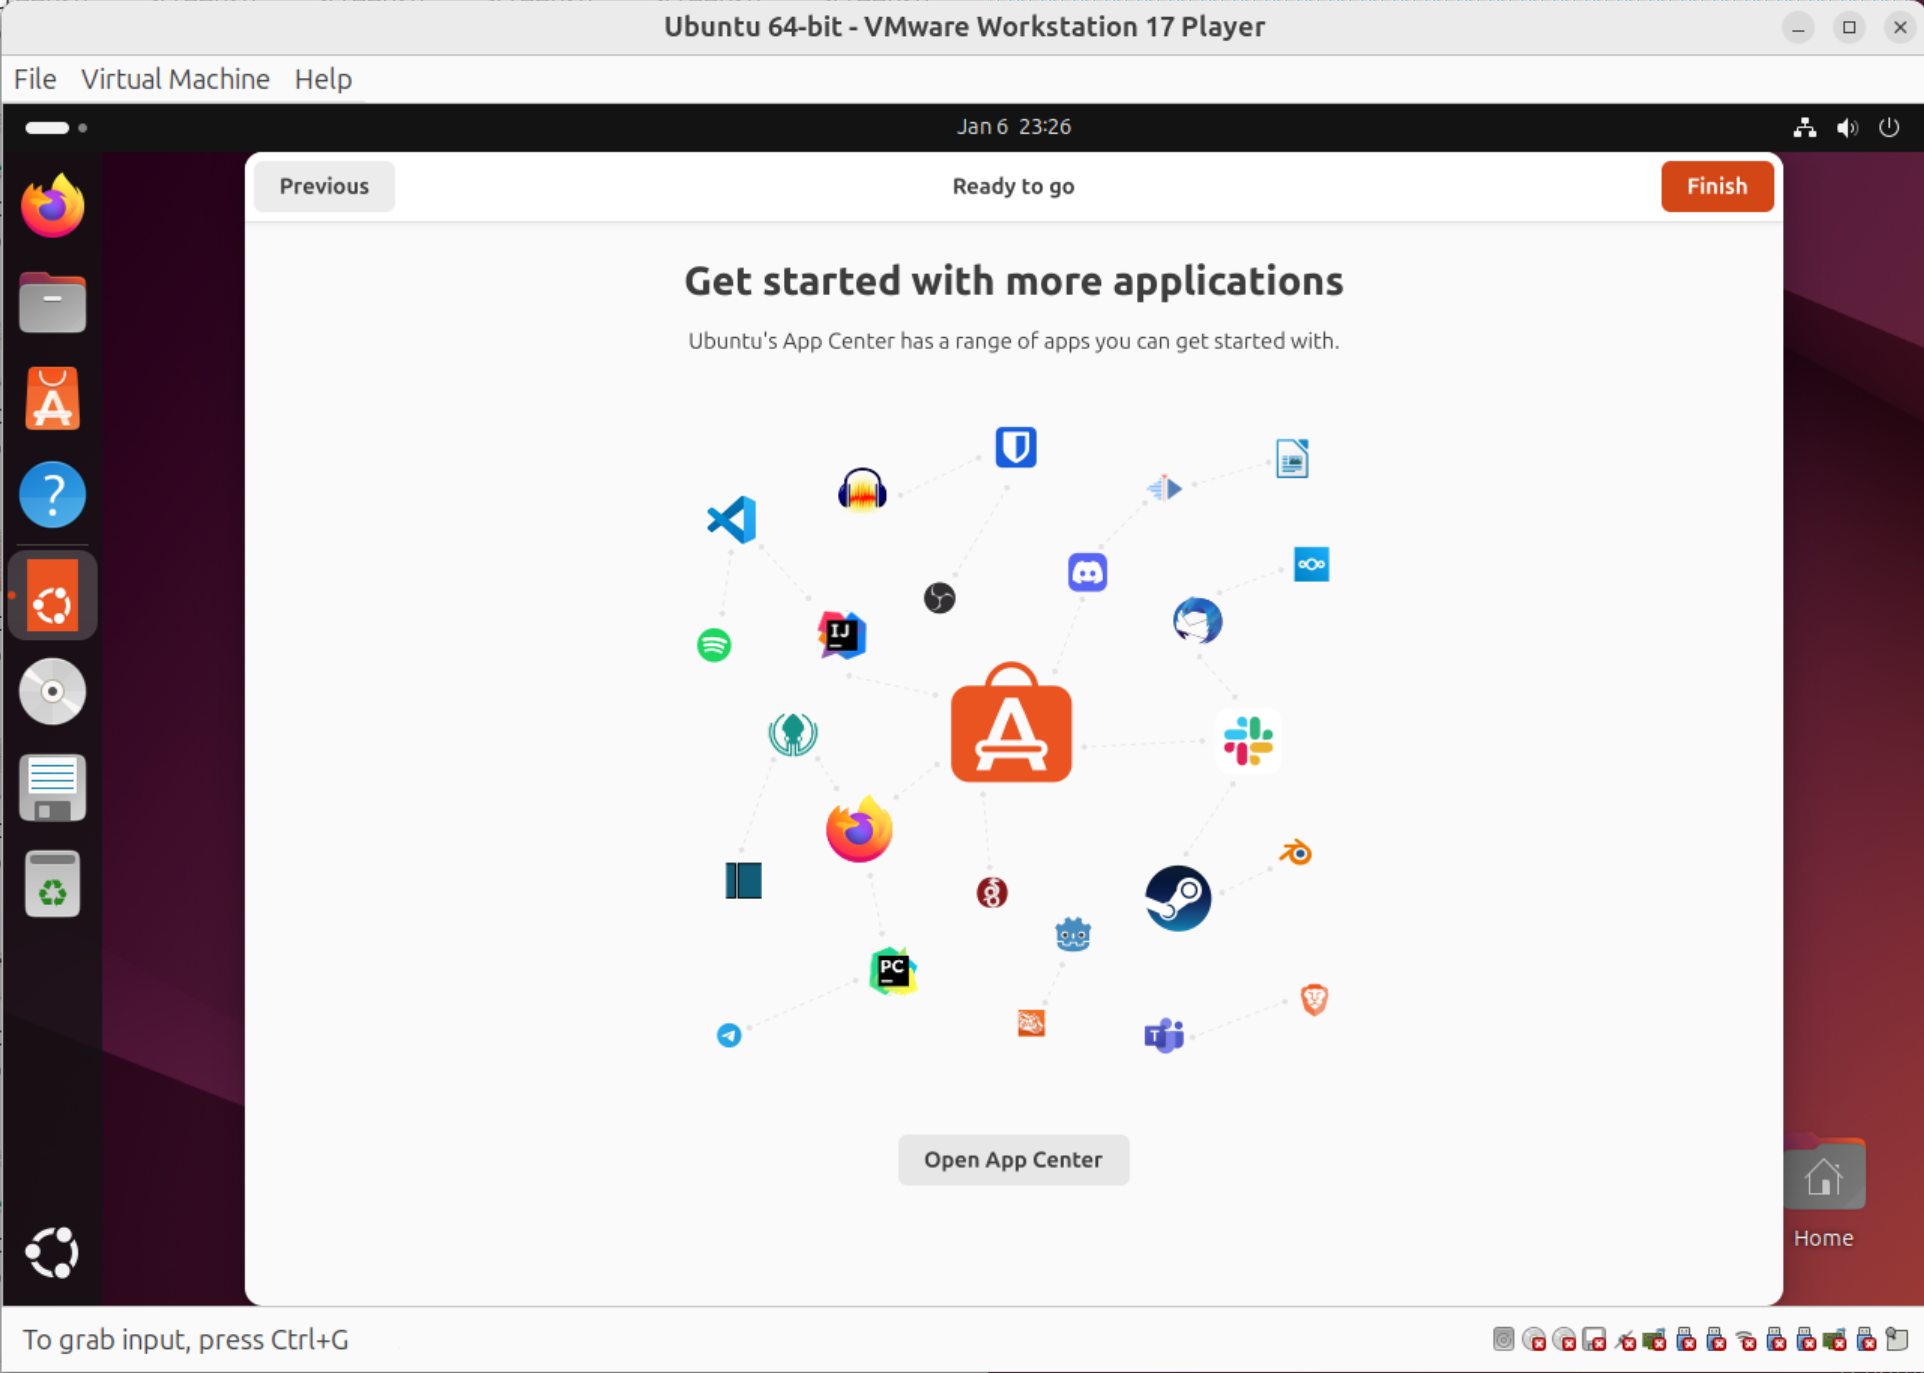 Ubuntu 64-bit - VMware Workstation 17 Player
File Virtual Machine Help
Jan 6 23:26
Previous
Ready to go
Finish
Get started with more applications
Ubuntu's App Center has a range of apps you can get started with.
IJ
A
PC
T
Open App Center
Home
To grab input, press Ctrl+G